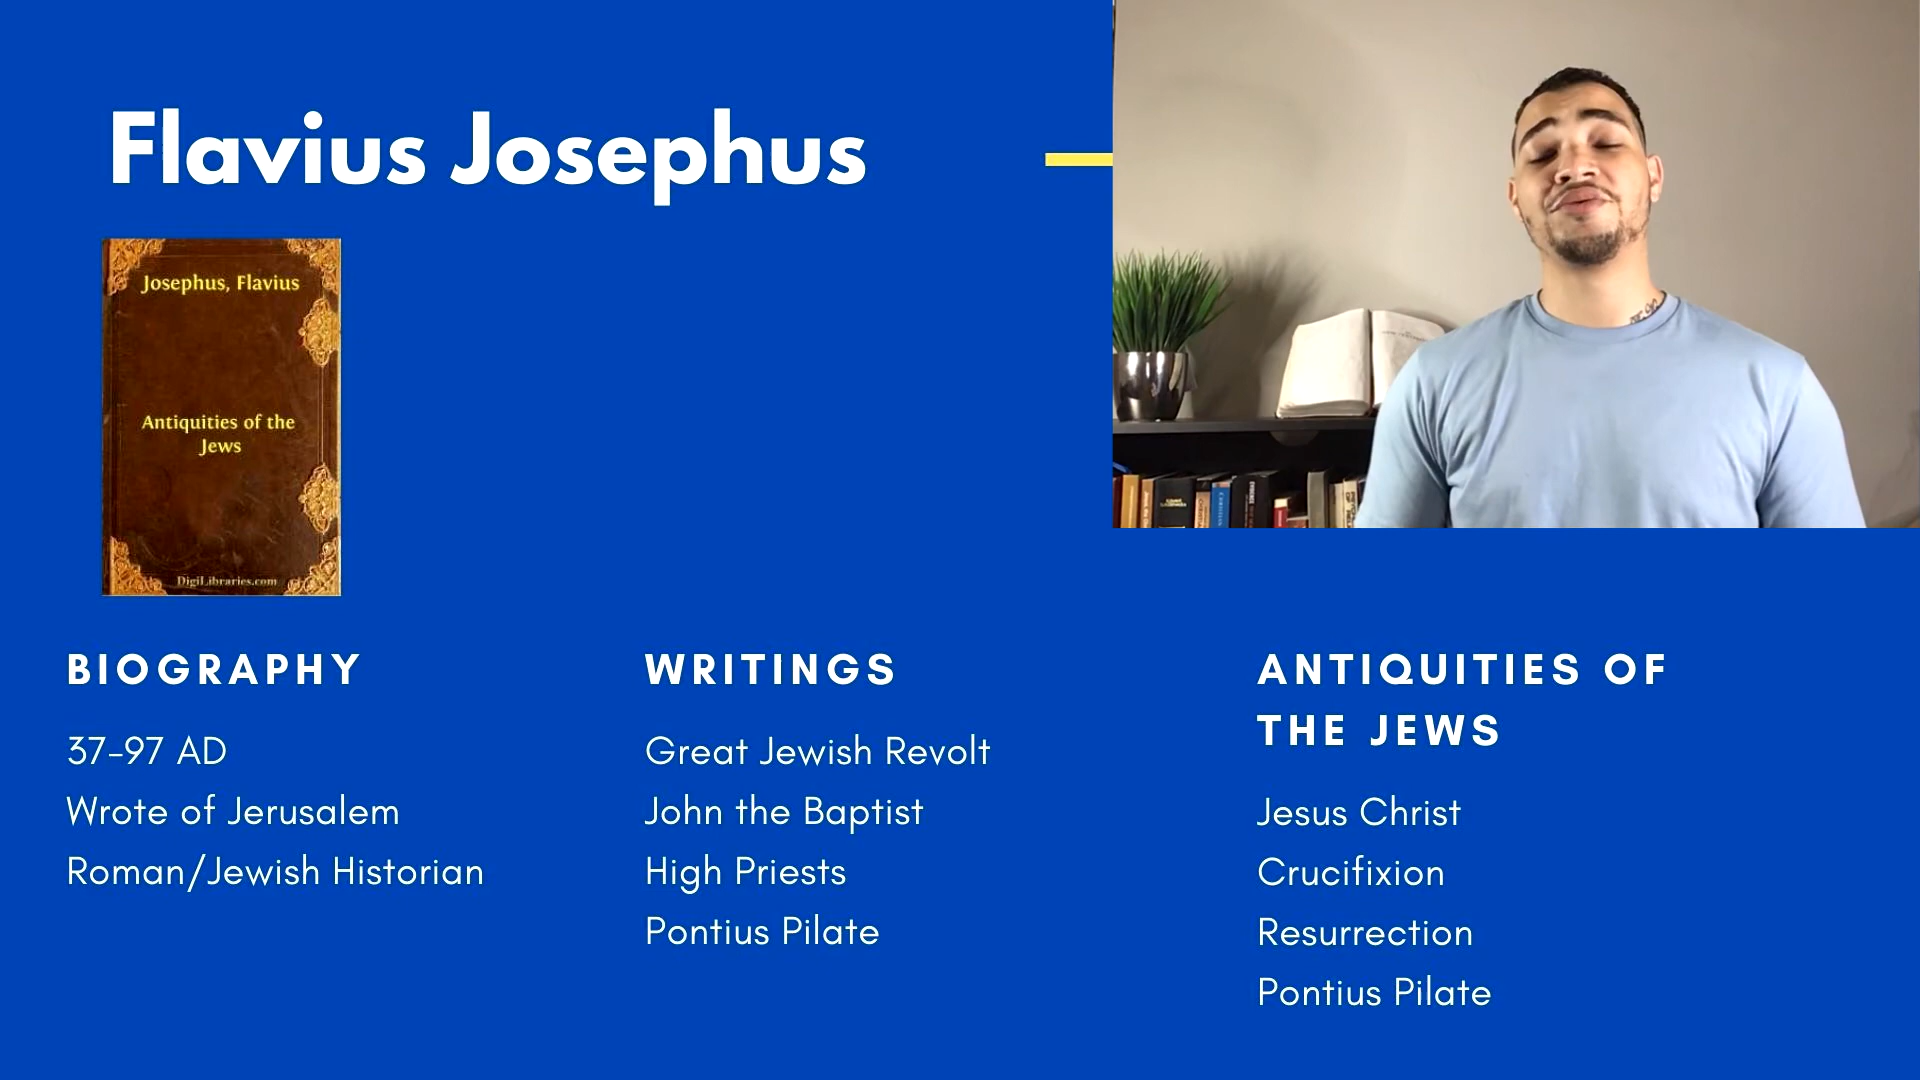 Flavius Josephus
Josephus, Flavius
Antiquities of the
Jews
DigiLibraries.com
BIOGRAPHY
37-97 AD
Wrote of Jerusalem
Roman/Jewish Historian
WRITINGS
Great Jewish Revolt
John the Baptist
High Priests
Pontius Pilate
ANTIQUITIES OF
THE JEWS
Jesus Christ
Crucifixion
Resurrection
Pontius Pilate